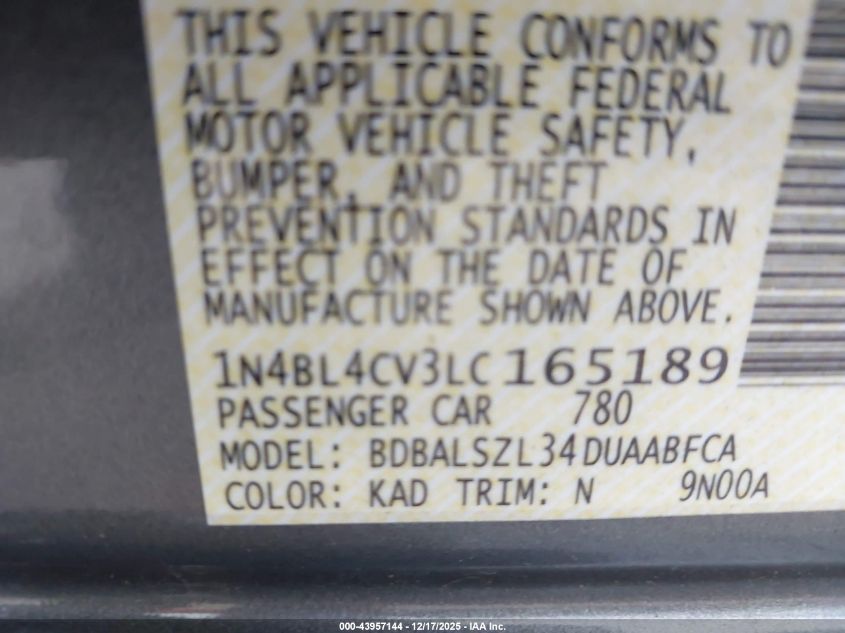 THIS VEHICLE CONFORMS TO
ALL APPLICABLE FEDERAL
MOTOR VEHICLE SAFETY,
BUMPER, AND THEFT
PREVENTION STANDARDS IN
EFFECT ON THE DATE OF
MANUFACTURE SHOWN ABOVE.
1N4BL4CV3LC165189
PASSENGER CAR 780
MODEL: BDBALSZL34DUAABFCA
COLOR: KAD TRIM: N 9N00A
000-43957144 - 12/17/2025 - IAA Inc.